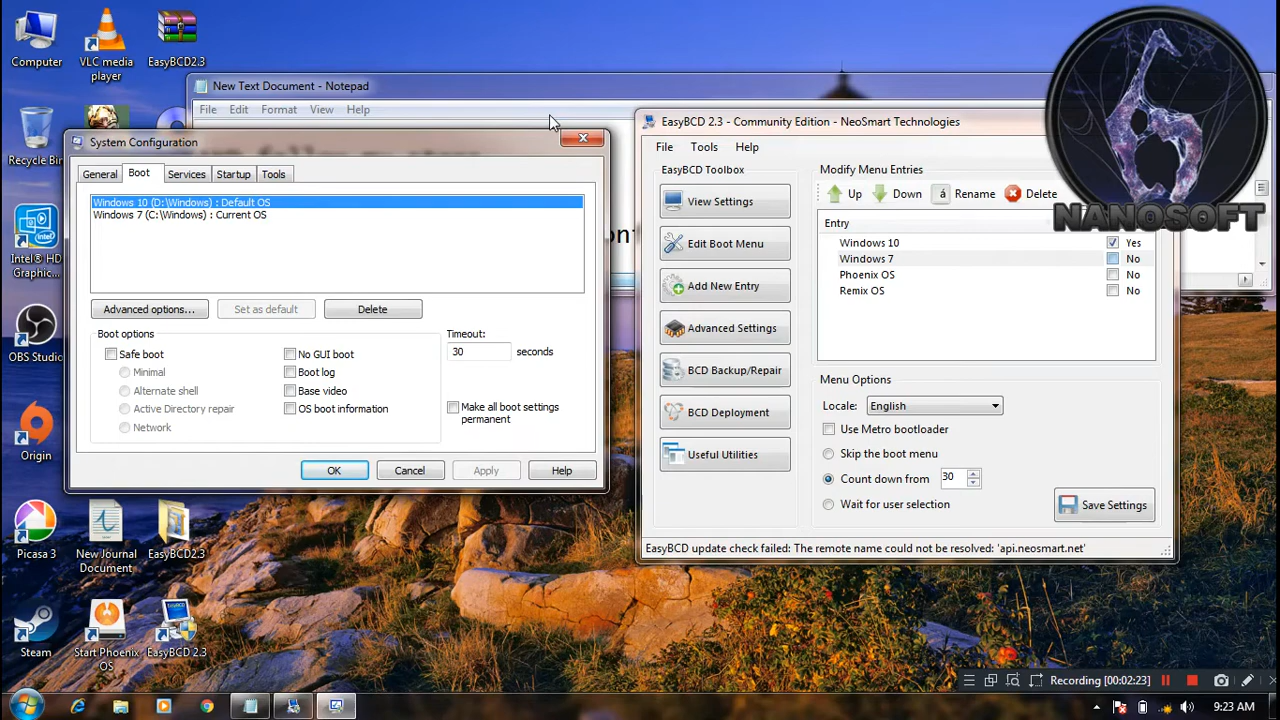 Computer
VLC media
player
EasyBCD2.3
Recycle Bin
Intel® HD
Graphic...
OBS Studio
Origin
Picasa 3
New Journal
Document
EasyBCD2.3
Steam
Start Phoenix
OS
EasyBCD 2.3
New Text Document - Notepad
File Edit Format View Help
System Configuration
General Boot Services Startup Tools
Windows 10 (D:\Windows) : Default OS
Windows 7 (C:\Windows) : Current OS
Advanced options... Set as default Delete
Boot options
Safe boot
Minimal
Alternate shell
Active Directory repair
Network
No GUI boot
Boot log
Base video
OS boot information
Timeout:
30 seconds
Make all boot settings
permanent
OK Cancel Apply Help
EasyBCD 2.3 - Community Edition - NeoSmart Technologies
File Tools Help
EasyBCD Toolbox
View Settings
Edit Boot Menu
Add New Entry
Advanced Settings
BCD Backup/Repair
BCD Deployment
Useful Utilities
Modify Menu Entries
Up Down á Rename Delete
Entry
Windows 10 Yes
Windows 7 No
Phoenix OS No
Remix OS No
Menu Options
Locale: English
Use Metro bootloader
Skip the boot menu
Count down from 30
Wait for user selection
Save Settings
EasyBCD update check failed: The remote name could not be resolved: 'api.neosmart.net'
NANOSOFT
Recording [00:02:23]
9:23 AM